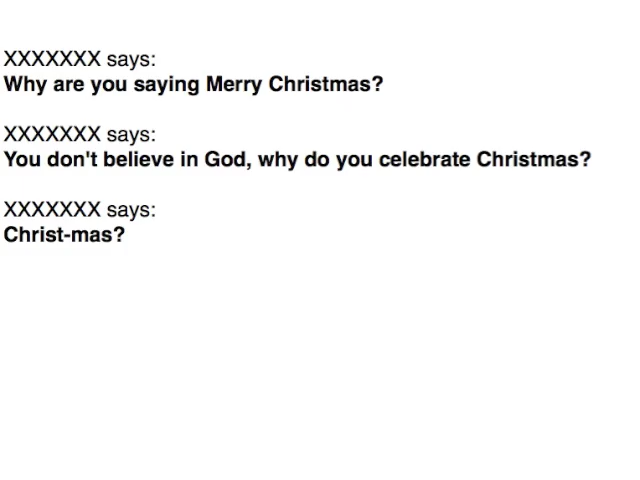 XXXXXXX says:
Why are you saying Merry Christmas?
XXXXXXX says:
You don't believe in God, why do you celebrate Christmas?
XXXXXXX says:
Christ-mas?